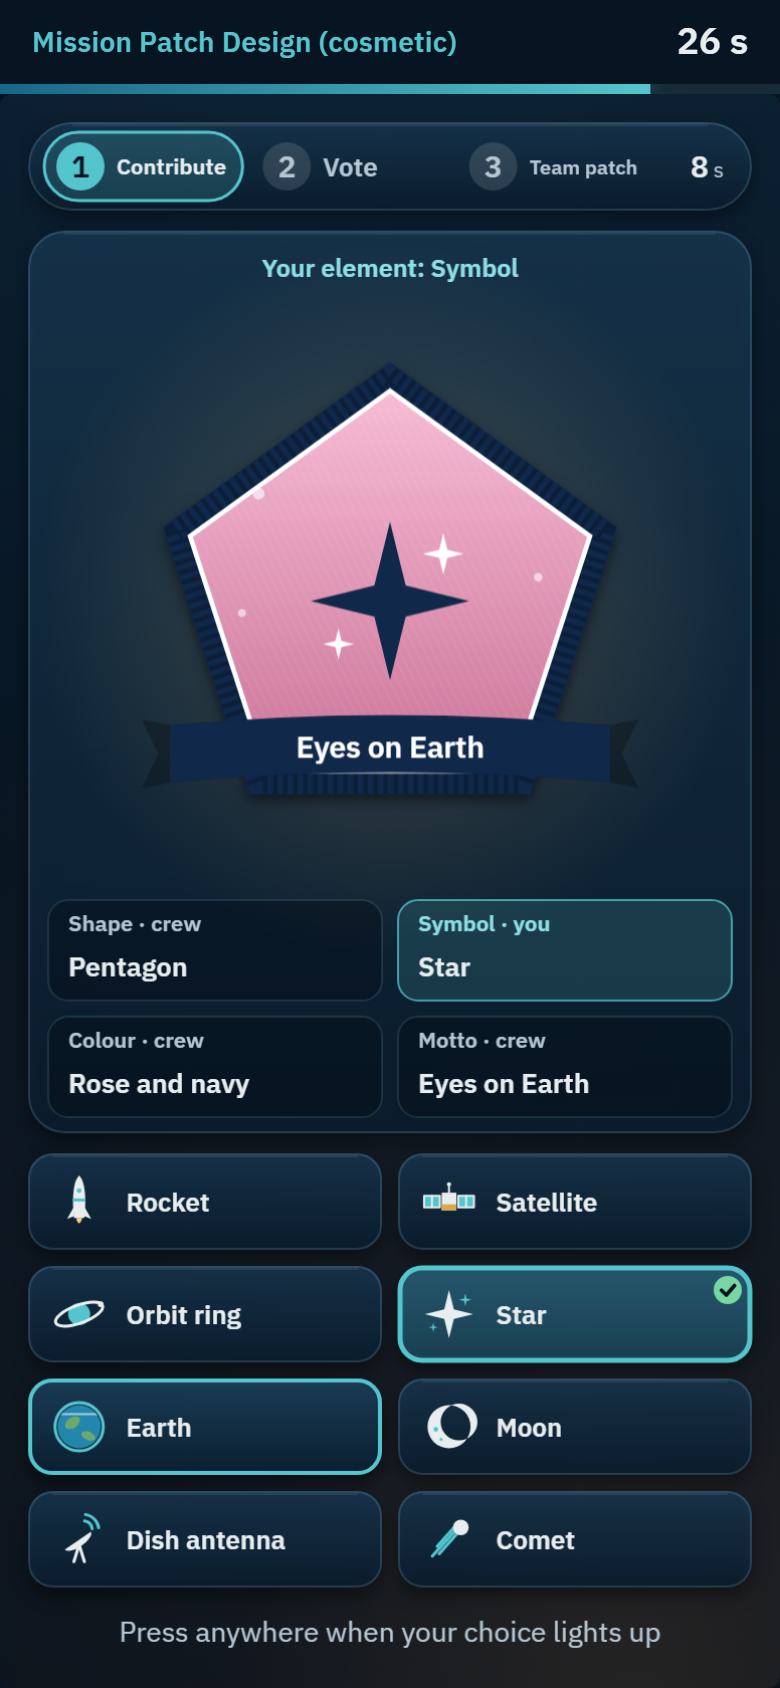 Mission Patch Design (cosmetic)
26 s
1 Contribute
2 Vote
3 Team patch
8 s
Your element: Symbol
Eyes on Earth
Shape · crew
Pentagon
Symbol · you
Star
Colour · crew
Rose and navy
Motto · crew
Eyes on Earth
Rocket
Satellite
Orbit ring
Star
Earth
Moon
Dish antenna
Comet
Press anywhere when your choice lights up